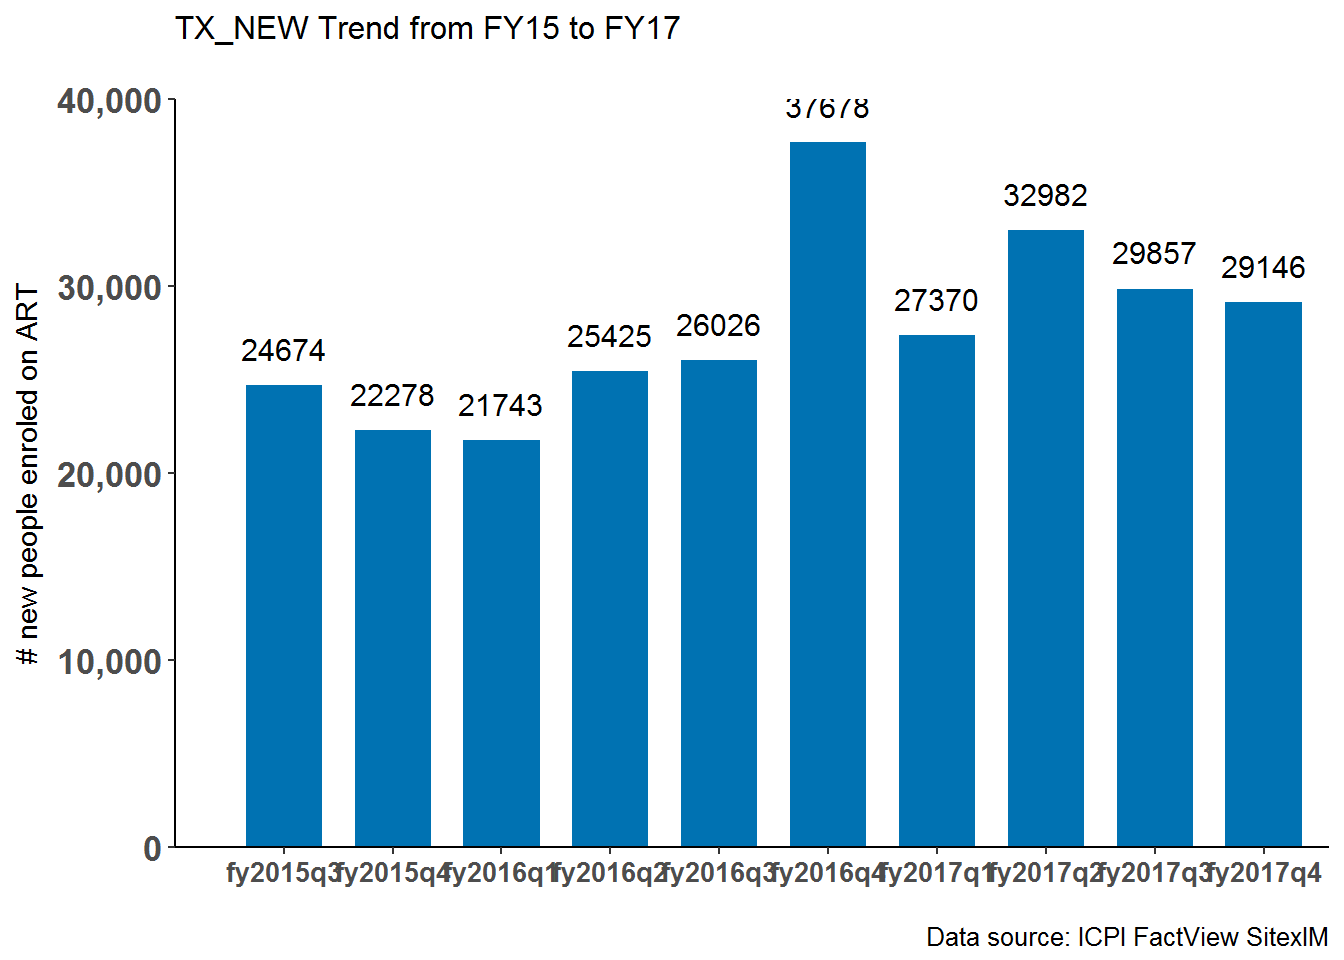 TX_NEW Trend from FY15 to FY17
# new people enroled on ART
40,000
30,000
20,000
10,000
0
24674
22278
21743
25425
26026
37678
27370
32982
29857
29146
fy2015q3
fy2015q4
fy2016q1
fy2016q2
fy2016q3
fy2016q4
fy2017q1
fy2017q2
fy2017q3
fy2017q4
Data source: ICPI FactView SitexIM